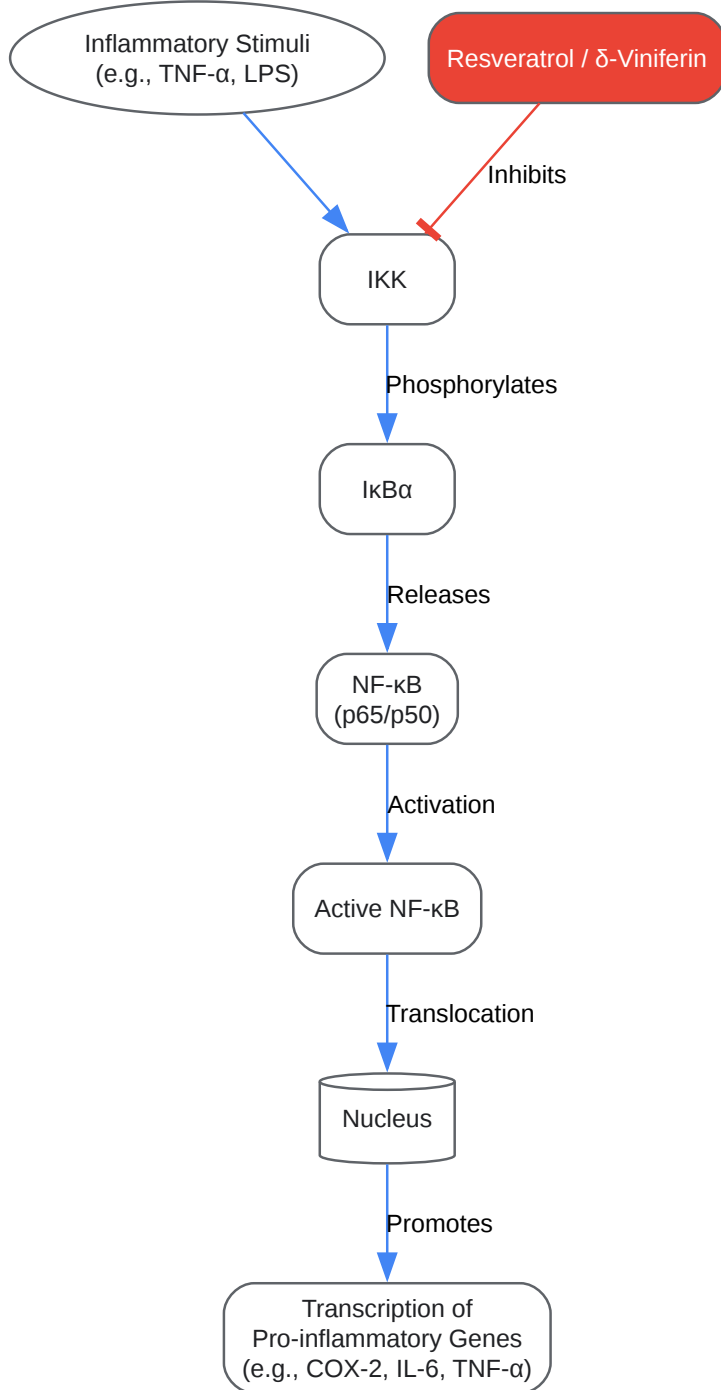 Inflammatory Stimuli
(e.g., TNF-α, LPS)
Resveratrol / δ-Viniferin
Inhibits
IKK
Phosphorylates
IκBα
Releases
NF-κB
(p65/p50)
Activation
Active NF-κB
Translocation
Nucleus
Promotes
Transcription of
Pro-inflammatory Genes
(e.g., COX-2, IL-6, TNF-α)